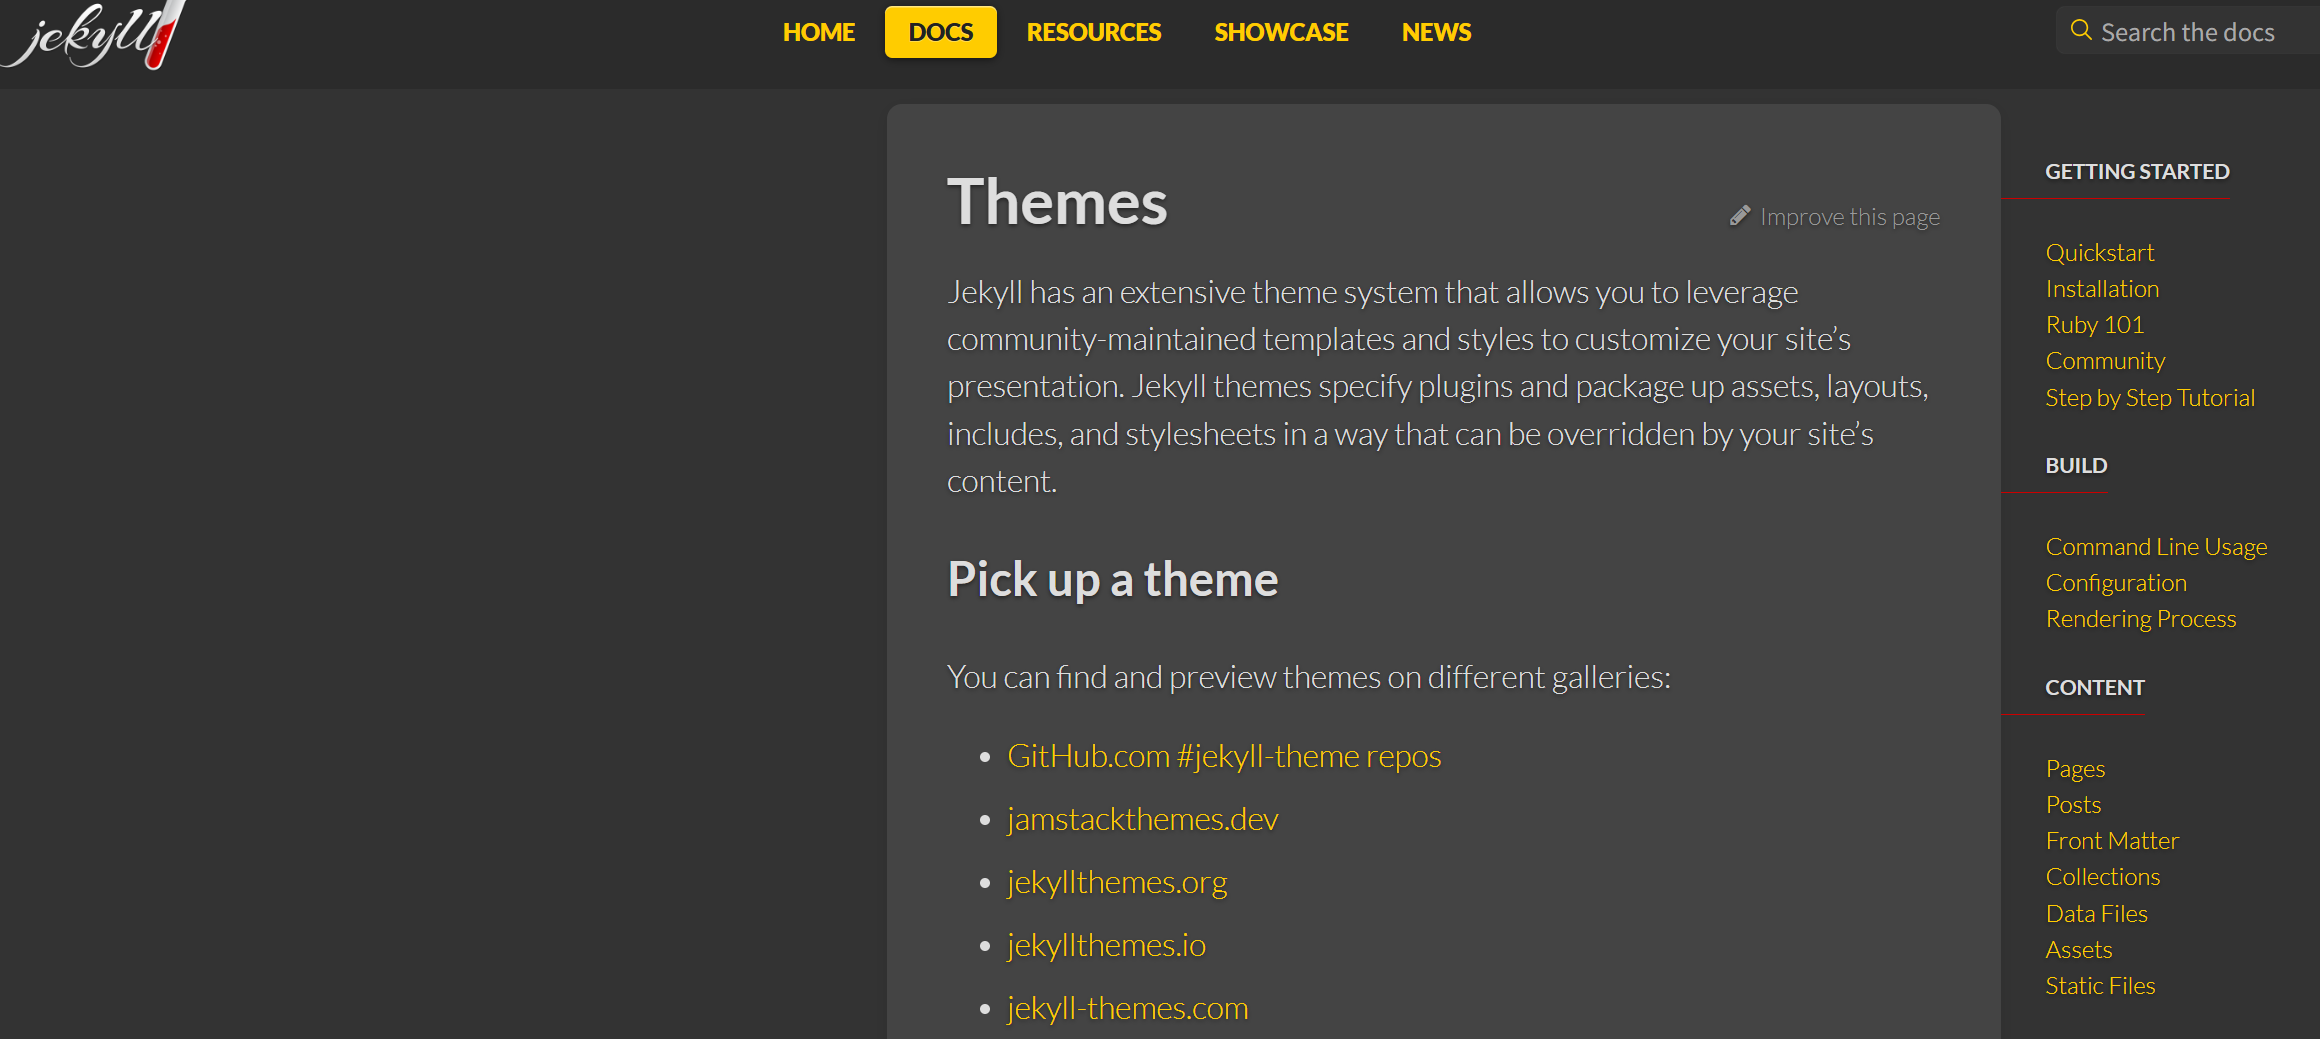 jekyll
HOME
DOCS
RESOURCES
SHOWCASE
NEWS
Search the docs
Themes
Improve this page
Jekyll has an extensive theme system that allows you to leverage
community-maintained templates and styles to customize your site’s
presentation. Jekyll themes specify plugins and package up assets, layouts,
includes, and stylesheets in a way that can be overridden by your site’s
content.
Pick up a theme
You can find and preview themes on different galleries:
• GitHub.com #jekyll-theme repos
• jamstackthemes.dev
• jekyllthemes.org
• jekyllthemes.io
• jekyll-themes.com
GETTING STARTED
Quickstart
Installation
Ruby 101
Community
Step by Step Tutorial
BUILD
Command Line Usage
Configuration
Rendering Process
CONTENT
Pages
Posts
Front Matter
Collections
Data Files
Assets
Static Files